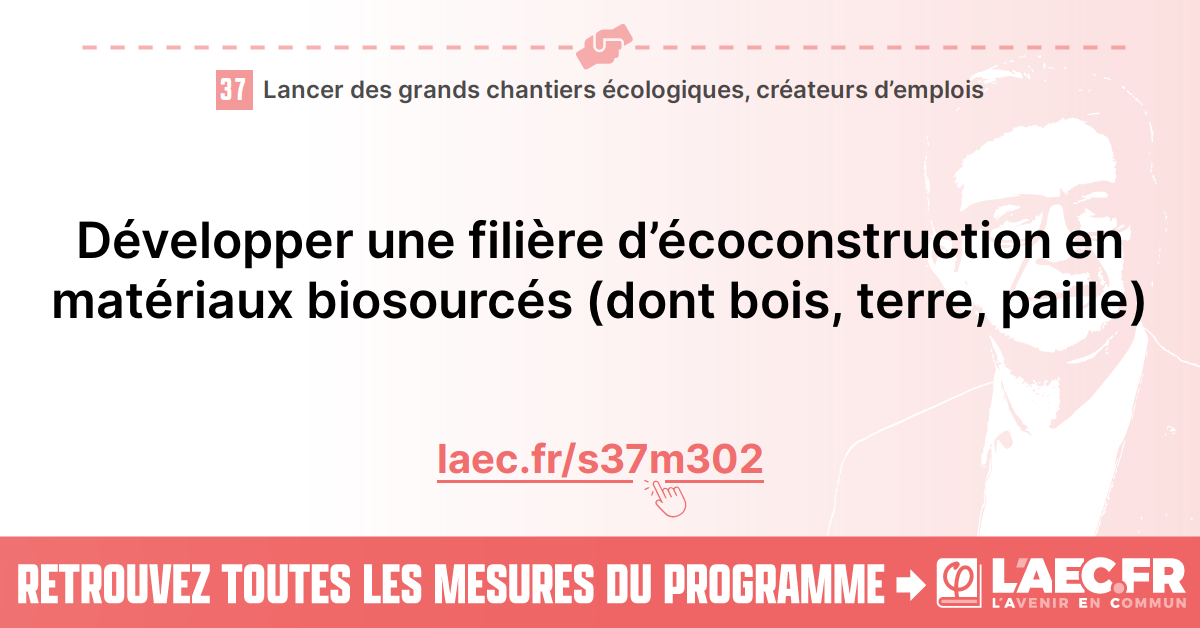 37 Lancer des grands chantiers écologiques, créateurs d’emplois
Développer une filière d’écoconstruction en
matériaux biosourcés (dont bois, terre, paille)
laec.fr/s37m302
RETROUVEZ TOUTES LES MESURES DU PROGRAMME
φ L’AEC.FR
L’AVENIR EN COMMUN